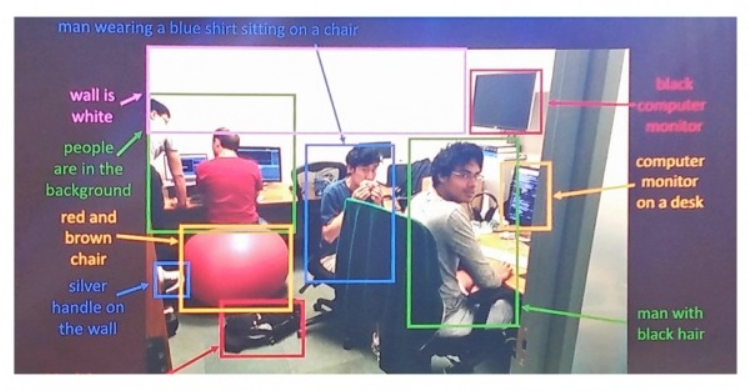 man wearing a blue shirt sitting on a chair
wall is
white
people
are in the
background
red and
brown
chair
silver
handle on
the wall
black
computer
monitor
computer
monitor
on a desk
man with
black hair